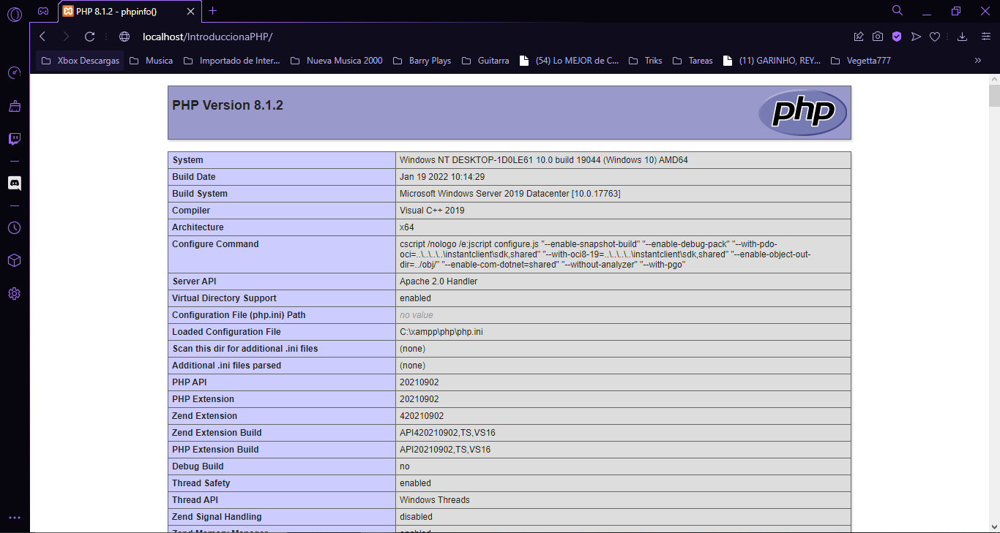 PHP 8.1.2 - phpinfo()
localhost/IntroduccionaPHP/
Xbox Descargas
Musica
Importado de Inter...
Nueva Musica 2000
Barry Plays
Guitarra
(54) Lo MEJOR de C...
Triks
Tareas
(11) GARINHO, REY...
Vegetta777
»
PHP Version 8.1.2
php
System Windows NT DESKTOP-1D0LE61 10.0 build 19044 (Windows 10) AMD64
Build Date Jan 19 2022 10:14:29
Build System Microsoft Windows Server 2019 Datacenter [10.0.17763]
Compiler Visual C++ 2019
Architecture x64
Configure Command cscript /nologo /e:jscript configure.js "--enable-snapshot-build" "--enable-debug-pack" "--with-pdo-
oci=..\..\..\..\instantclient\sdk,shared" "--with-oci8-19=..\..\..\..\instantclient\sdk,shared" "--enable-object-out-
dir=../obj/" "--enable-com-dotnet=shared" "--without-analyzer" "--with-pgo"
Server API Apache 2.0 Handler
Virtual Directory Support enabled
Configuration File (php.ini) Path no value
Loaded Configuration File C:\xampp\php\php.ini
Scan this dir for additional .ini files (none)
Additional .ini files parsed (none)
PHP API 20210902
PHP Extension 20210902
Zend Extension 420210902
Zend Extension Build API420210902,TS,VS16
PHP Extension Build API20210902,TS,VS16
Debug Build no
Thread Safety enabled
Thread API Windows Threads
Zend Signal Handling disabled
Zend Memory Manager enabled